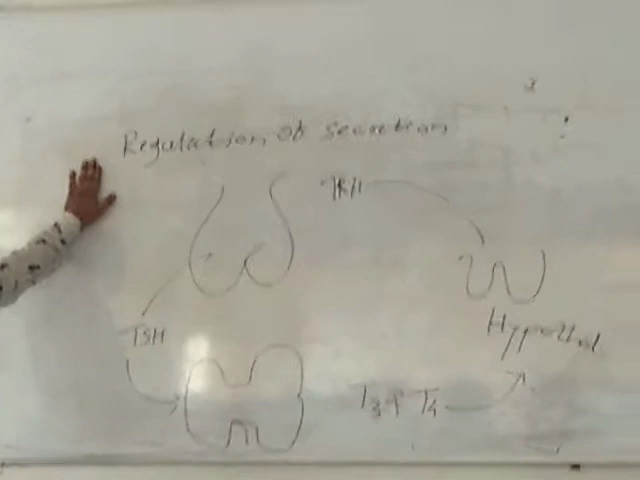 Regulation of secretion
TRH
TSH
Hypothal
T3 + T4